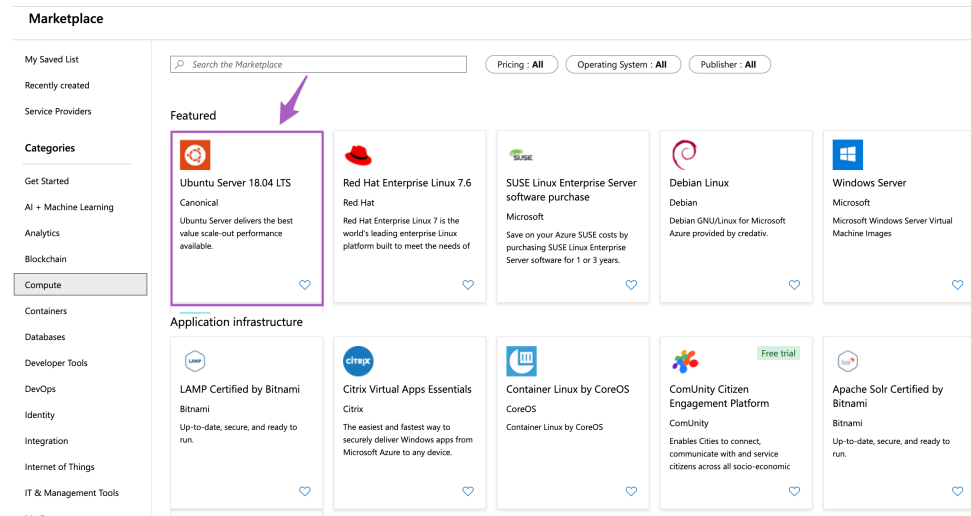 Marketplace
My Saved List
Recently created
Service Providers
Categories
Get Started
AI + Machine Learning
Analytics
Blockchain
Compute
Containers
Databases
Developer Tools
DevOps
Identity
Integration
Internet of Things
IT & Management Tools
Search the Marketplace
Pricing : All
Operating System : All
Publisher : All
Featured
Ubuntu Server 18.04 LTS
Canonical
Ubuntu Server delivers the best
value scale-out performance
available.
Red Hat Enterprise Linux 7.6
Red Hat
Red Hat Enterprise Linux 7 is the
world's leading enterprise Linux
platform built to meet the needs of
SUSE
SUSE Linux Enterprise Server
software purchase
Microsoft
Save on your Azure SUSE costs by
purchasing SUSE Linux Enterprise
Server software for 1 or 3 years.
Debian Linux
Debian
Debian GNU/Linux for Microsoft
Azure provided by credativ.
Windows Server
Microsoft
Microsoft Windows Server Virtual
Machine Images
Application infrastructure
LAMP
LAMP Certified by Bitnami
Bitnami
Up-to-date, secure, and ready to
run.
CITRIX
Citrix Virtual Apps Essentials
Citrix
The easiest and fastest way to
securely deliver Windows apps from
Microsoft Azure to any device.
Container Linux by CoreOS
CoreOS
Container Linux by CoreOS
Free trial
ComUnity Citizen
Engagement Platform
ComUnity
Enables Cities to connect,
communicate with and service
citizens across all socio-economic
Solr
Apache Solr Certified by
Bitnami
Bitnami
Up-to-date, secure, and ready to
run.